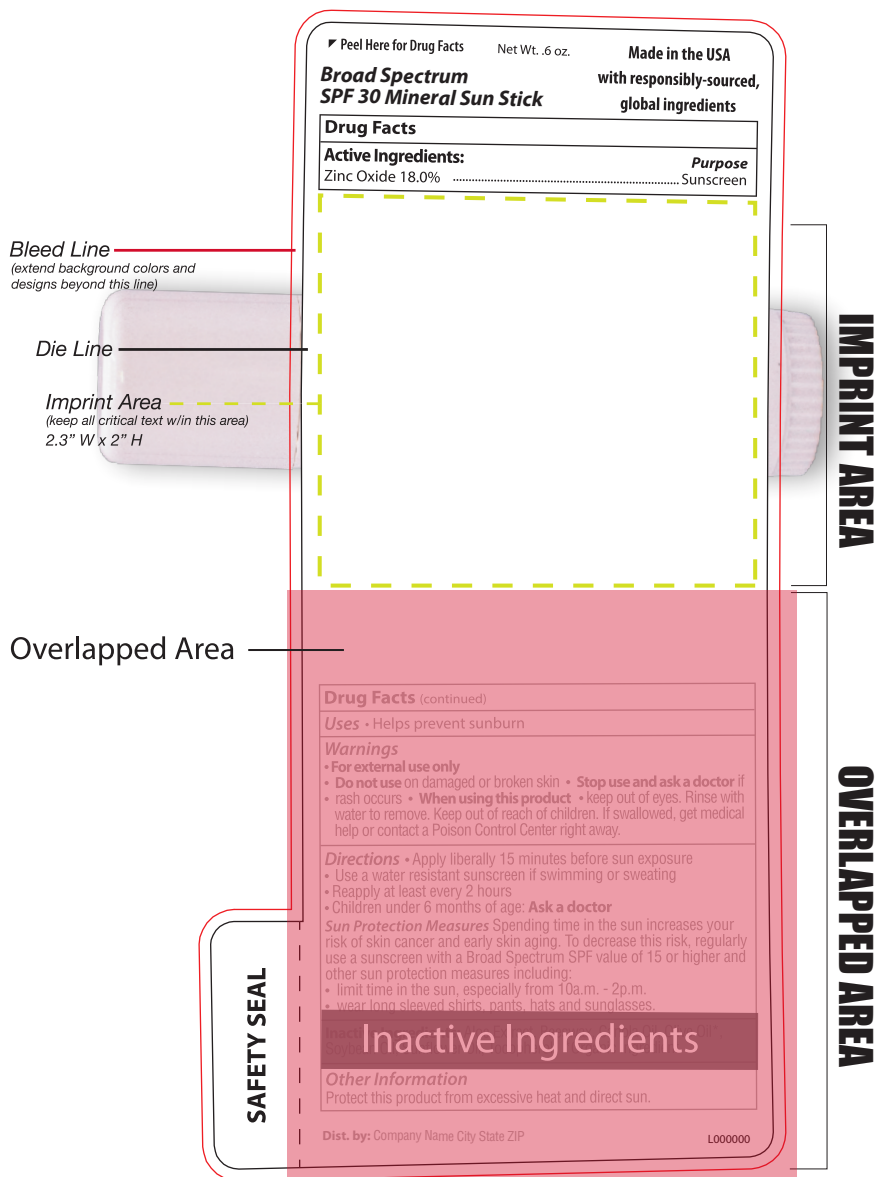 ◤ Peel Here for Drug Facts
Net Wt. .6 oz.
Made in the USA
with responsibly-sourced,
global ingredients
Broad Spectrum
SPF 30 Mineral Sun Stick
Drug Facts
Active Ingredients:
Purpose
Zinc Oxide 18.0% ........................................................................ Sunscreen
Bleed Line
(extend background colors and
designs beyond this line)
Die Line
Imprint Area
(keep all critical text w/in this area)
2.3” W x 2” H
IMPRINT AREA
Overlapped Area
Drug Facts (continued)
Uses • Helps prevent sunburn
Warnings
• For external use only
• Do not use on damaged or broken skin • Stop use and ask a doctor if
• rash occurs • When using this product • keep out of eyes. Rinse with
water to remove. Keep out of reach of children. If swallowed, get medical
help or contact a Poison Control Center right away.
Directions • Apply liberally 15 minutes before sun exposure
• Use a water resistant sunscreen if swimming or sweating
• Reapply at least every 2 hours
• Children under 6 months of age: Ask a doctor
Sun Protection Measures Spending time in the sun increases your
risk of skin cancer and early skin aging. To decrease this risk, regularly
use a sunscreen with a Broad Spectrum SPF value of 15 or higher and
other sun protection measures including:
• limit time in the sun, especially from 10a.m. - 2p.m.
• wear long sleeved shirts, pants, hats and sunglasses.
Inactive Ingredients
Other Information
Protect this product from excessive heat and direct sun.
Dist. by: Company Name City State ZIP
L000000
SAFETY SEAL
OVERLAPPED AREA